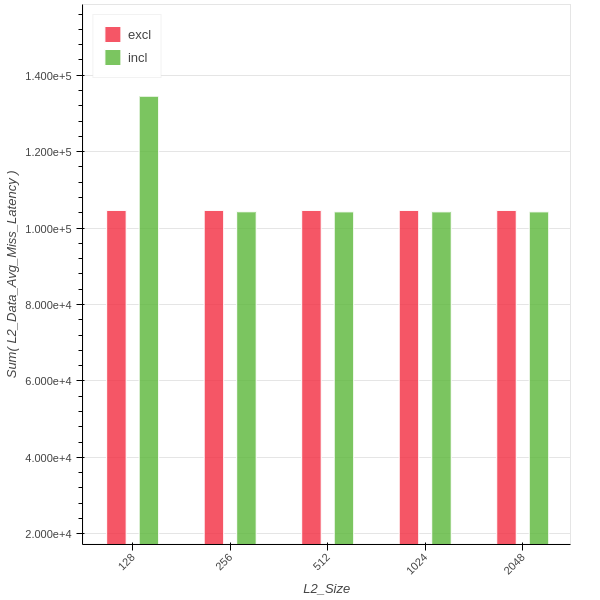 excl
incl
1.400e+5
1.200e+5
1.000e+5
8.000e+4
6.000e+4
4.000e+4
2.000e+4
Sum( L2_Data_Avg_Miss_Latency )
128
256
512
1024
2048
L2_Size